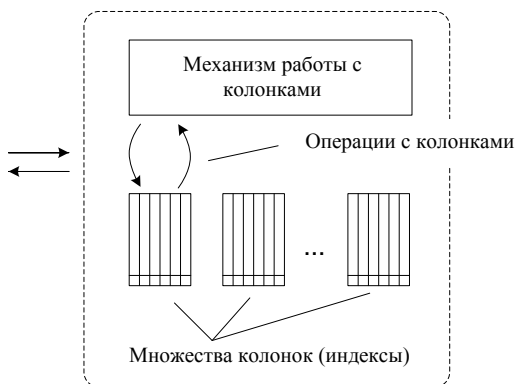 Механизм работы с
колонками
Операции с колонками
...
Множества колонок (индексы)